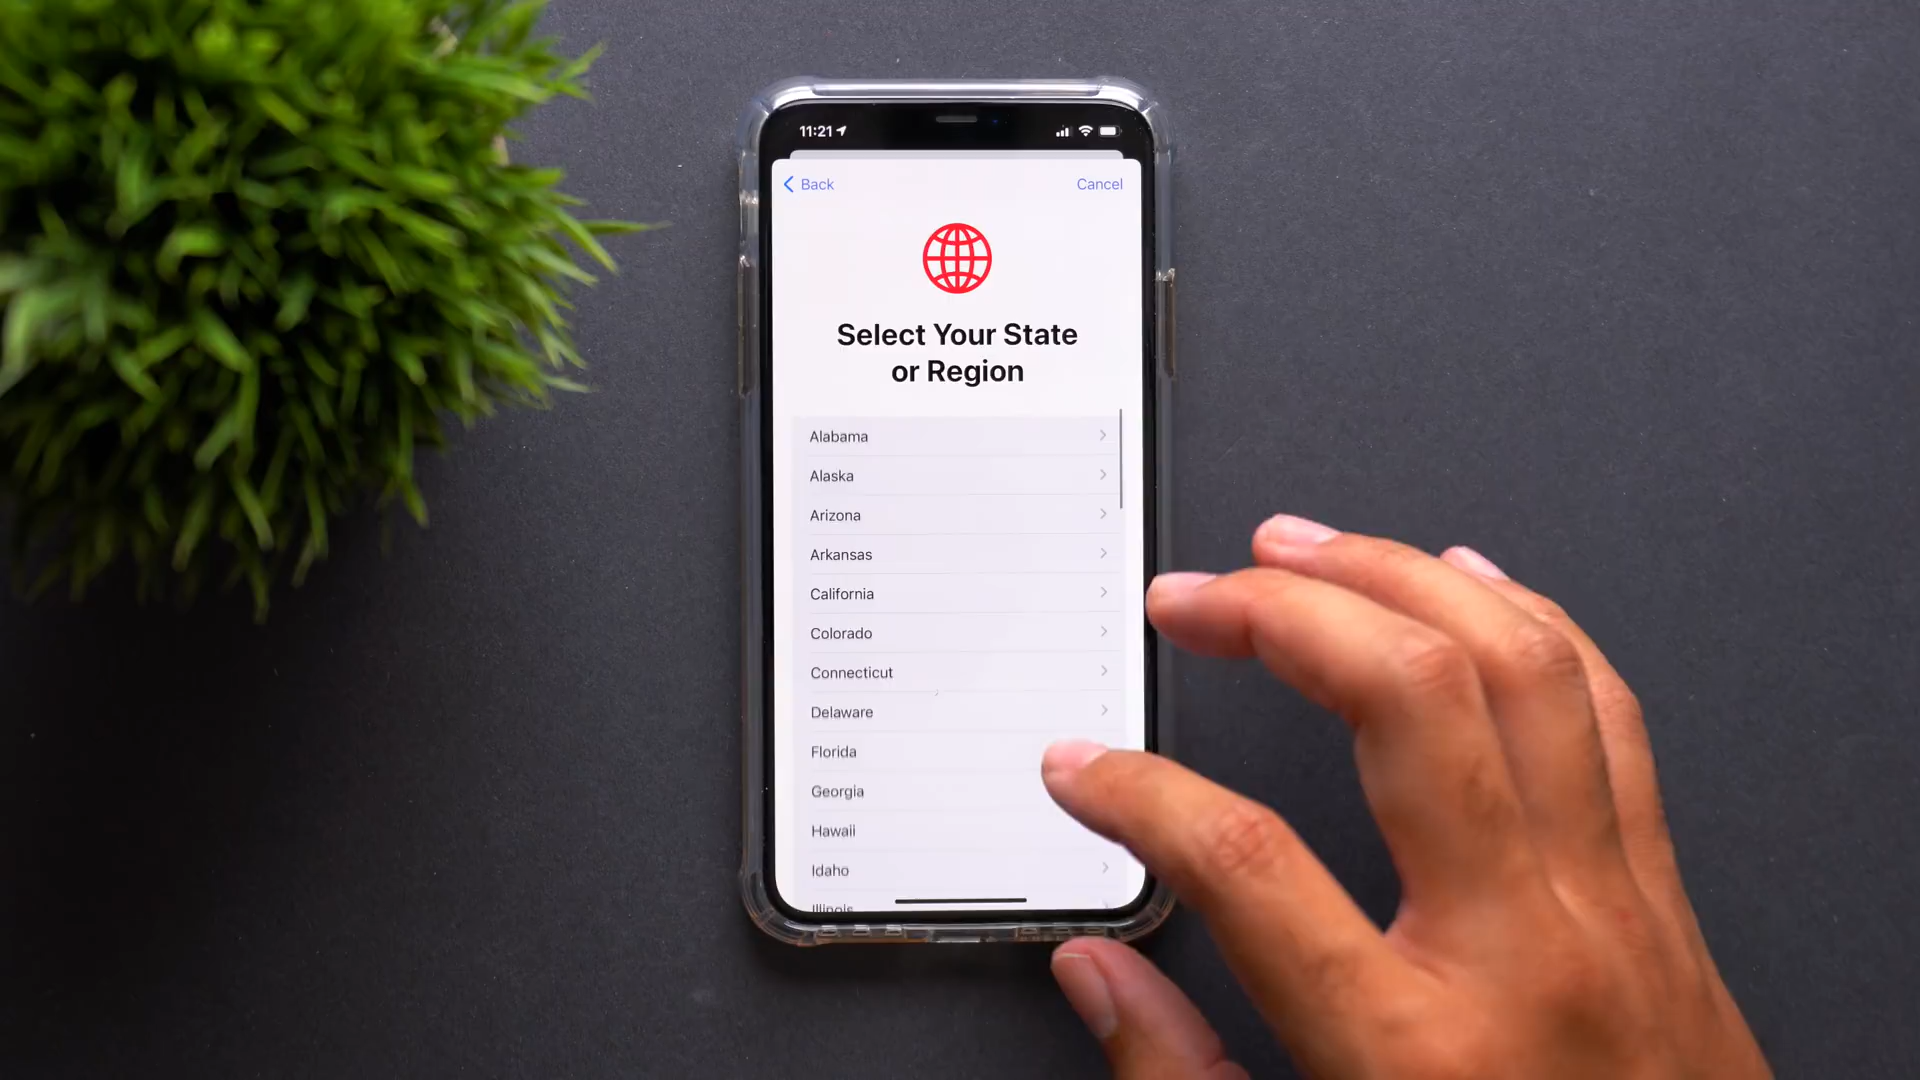 11:21
Back
Cancel
Select Your State
or Region
Alabama
Alaska
Arizona
Arkansas
California
Colorado
Connecticut
Delaware
Florida
Georgia
Hawaii
Idaho
Illinois